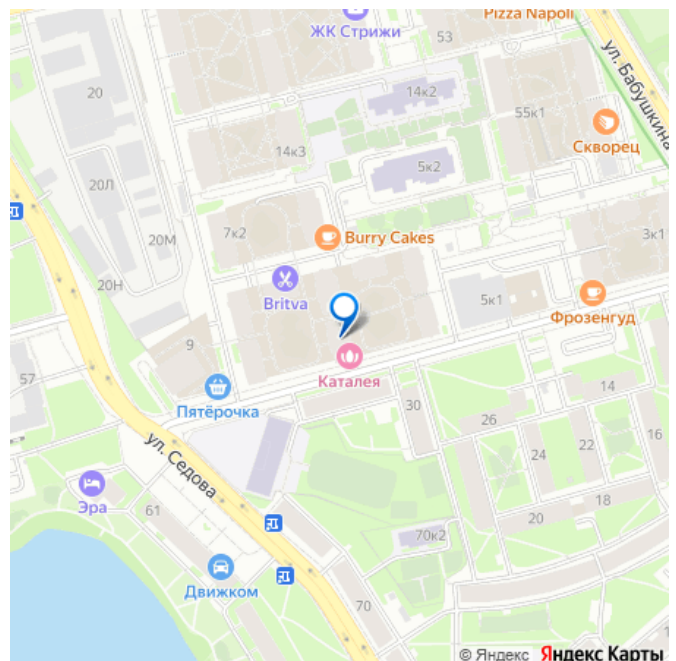 Pizza Napoli
ЖК Стрижи
53
ул. Бабушкина
20
14к2
55к1
Скворец
14к3
5к2
20Л
7к2
20М
Burry Cakes
3к1
20Н
Britva
5к1
Фрозенгуд
9
57
Каталея
Пятёрочка
14
30
26
16
22
24
ул. Седова
18
Эра
61
20
70к2
Движком
70
© Яндекс Яндекс Карты